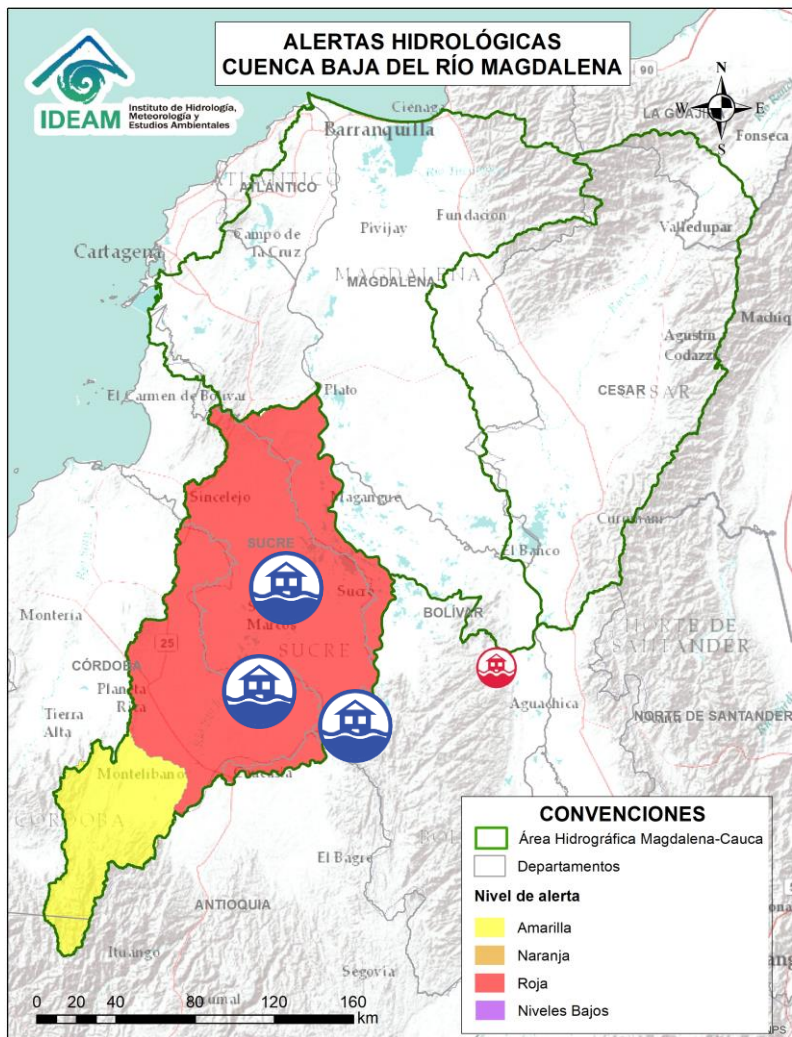 ALERTAS HIDROLÓGICAS
CUENCA BAJA DEL RÍO MAGDALENA
IDEAM
Instituto de Hidrología,
Meteorología y
Estudios Ambientales
N
W E
S
90
LA GUAJI
Fonseca
Ciénaga
Barranquilla
ATLÁNTICO
Campo de
la Cruz
Pivijay
Fundación
Valledupar
Cartagena
MAGDALENA
MAGDALENA
Machiq
Agustín
Codazzi
CESAR
CESAR
El Carmen de Bolívar
Plato
Sincelejo
Magangue
SUCRE
Sucre
Marcos
SUCRE
Curumaní
El Banco
BOLÍVAR
Montería
25
CÓRDOBA
Planeta
Rica
Tierra
Alta
NORTE DE
SANTANDER
Aguachica
NORTE DE SANTANDER
Montelíbano
CÓRDOBA
El Bagre
ANTIOQUIA
Ituango
Segovia
CONVENCIONES
Área Hidrográfica Magdalena-Cauca
Departamentos
Nivel de alerta
Amarilla
Naranja
Roja
Niveles Bajos
0 20 40 80 120 160
km